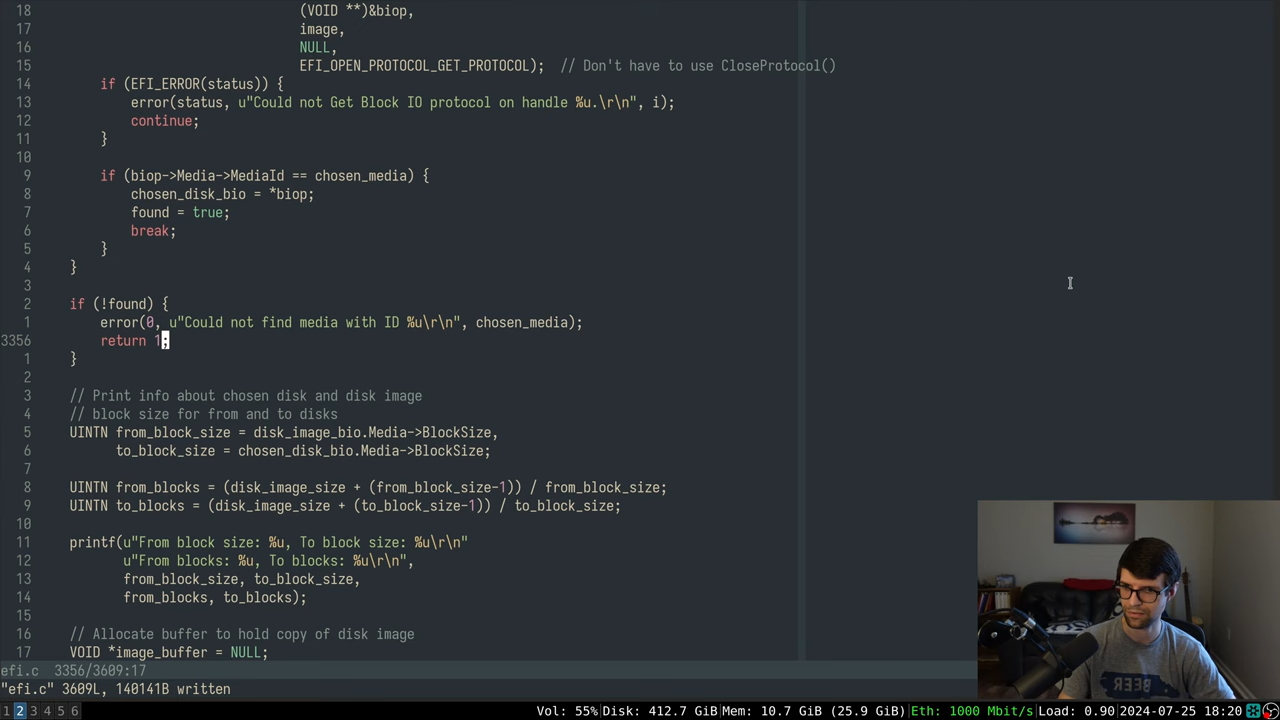 18                                   (VOID **)&biop,
17                                   image,
16                                   NULL,
15                                   EFI_OPEN_PROTOCOL_GET_PROTOCOL);  // Don't have to use CloseProtocol()
14         if (EFI_ERROR(status)) {
13             error(status, u"Could not Get Block IO protocol on handle %u.\r\n", i);
12             continue;
11         }
10
9         if (biop->Media->MediaId == chosen_media) {
8             chosen_disk_bio = *biop;
7             found = true;
6             break;
5         }
4     }
3
2     if (!found) {
1         error(0, u"Could not find media with ID %u\r\n", chosen_media);
3356         return 1;
1     }
2
3     // Print info about chosen disk and disk image
4     // block size for from and to disks
5     UINTN from_block_size = disk_image_bio.Media->BlockSize,
6           to_block_size = chosen_disk_bio.Media->BlockSize;
7
8     UINTN from_blocks = (disk_image_size + (from_block_size-1)) / from_block_size;
9     UINTN to_blocks = (disk_image_size + (to_block_size-1)) / to_block_size;
10
11     printf(u"From block size: %u, To block size: %u\r\n"
12            u"From blocks: %u, To blocks: %u\r\n",
13            from_block_size, to_block_size,
14            from_blocks, to_blocks);
15
16     // Allocate buffer to hold copy of disk image
17     VOID *image_buffer = NULL;
efi.c  3356/3609:17
"efi.c" 3609L, 140141B written
1 2 3 4 5 6 Vol: 55%|Disk: 412.7 GiB|Mem: 10.7 GiB (25.9 GiB)|Eth: 1000 Mbit/s|Load: 0.90|2024-07-25 18:20
BEER